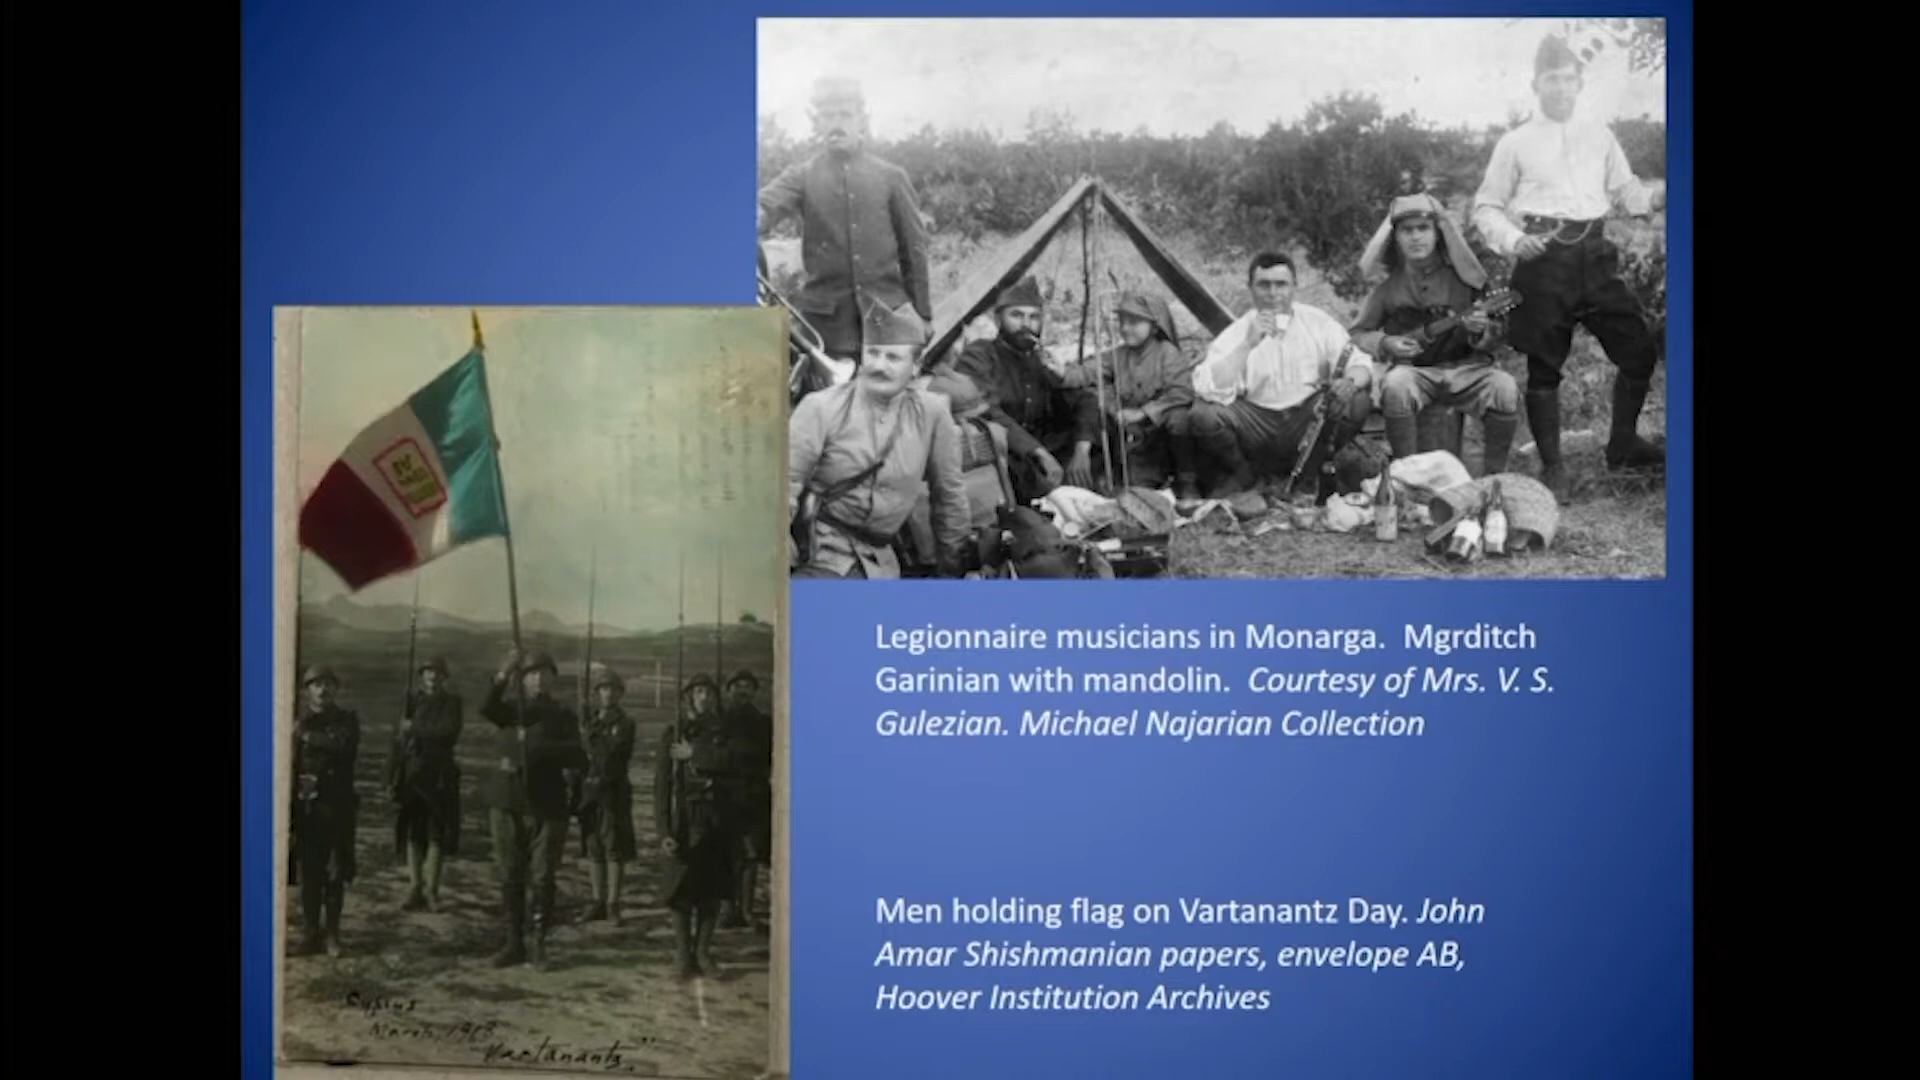 Legionnaire musicians in Monarga. Mgrditch
Garinian with mandolin. Courtesy of Mrs. V. S.
Gulezian. Michael Najarian Collection
Men holding flag on Vartanantz Day. John
Amar Shishmanian papers, envelope AB,
Hoover Institution Archives
Cyprus
March, 1918
"Vartanantz"